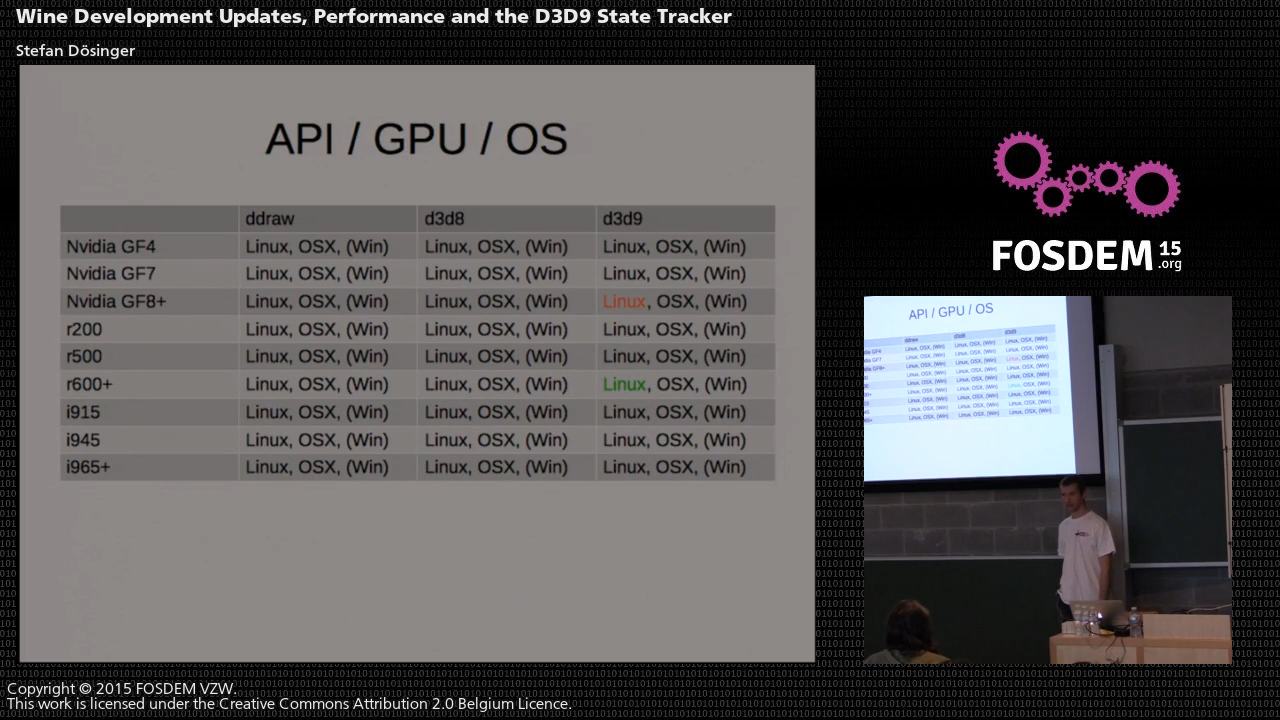 Wine Development Updates, Performance and the D3D9 State Tracker
Stefan Dösinger
API / GPU / OS
ddraw d3d8 d3d9
Nvidia GF4 Linux, OSX, (Win) Linux, OSX, (Win) Linux, OSX, (Win)
Nvidia GF7 Linux, OSX, (Win) Linux, OSX, (Win) Linux, OSX, (Win)
Nvidia GF8+ Linux, OSX, (Win) Linux, OSX, (Win) Linux, OSX, (Win)
r200 Linux, OSX, (Win) Linux, OSX, (Win) Linux, OSX, (Win)
r500 Linux, OSX, (Win) Linux, OSX, (Win) Linux, OSX, (Win)
r600+ Linux, OSX, (Win) Linux, OSX, (Win) Linux, OSX, (Win)
i915 Linux, OSX, (Win) Linux, OSX, (Win) Linux, OSX, (Win)
i945 Linux, OSX, (Win) Linux, OSX, (Win) Linux, OSX, (Win)
i965+ Linux, OSX, (Win) Linux, OSX, (Win) Linux, OSX, (Win)
FOSDEM 15
.org
API / GPU / OS
Copyright © 2015 FOSDEM VZW.
This work is licensed under the Creative Commons Attribution 2.0 Belgium Licence.